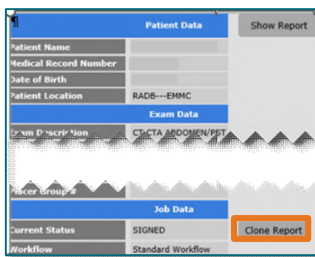 ¶
Patient Data Show Report
Patient Name
Medical Record Number
Date of Birth
Patient Location RADB---EMMC
Exam Data
Exam Description CT-CTA ABDOMEN/PET
Placer Group #
Job Data
Current Status SIGNED Clone Report
Workflow Standard Workflow